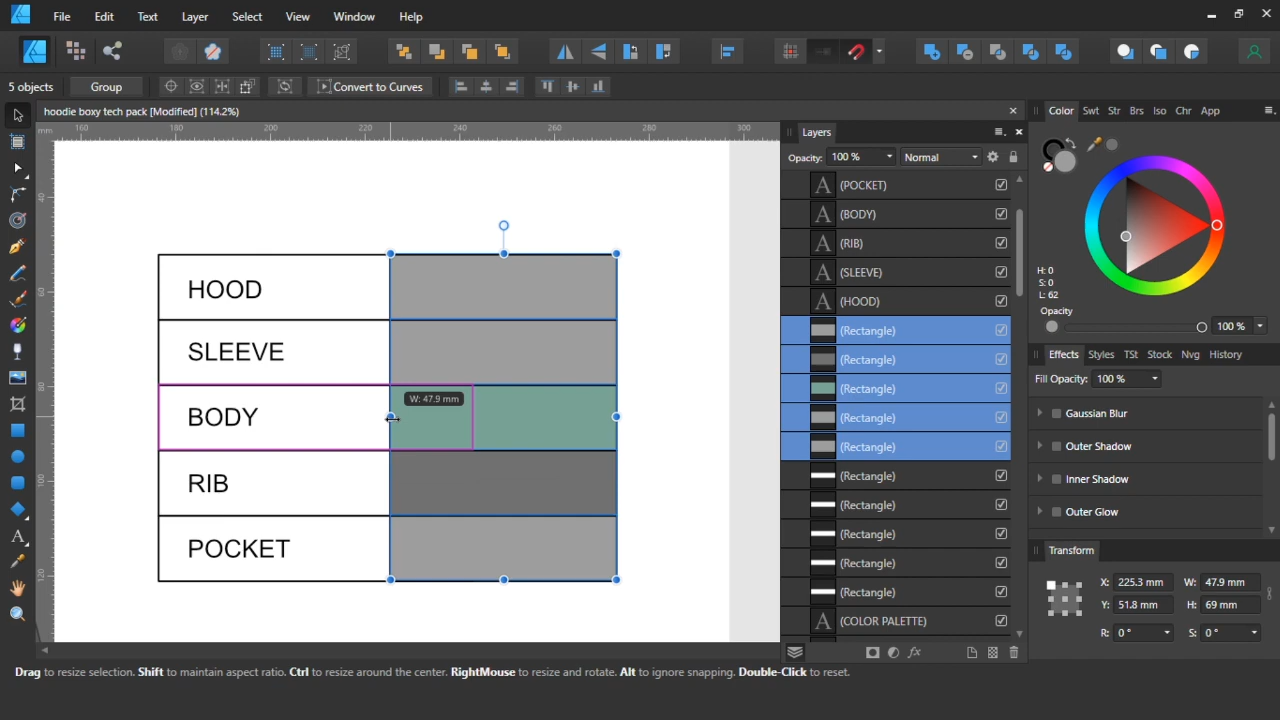 File Edit Text Layer Select View Window Help
5 objects Group Convert to Curves
hoodie boxy tech pack [Modified] (114.2%)
mm 160 180 200 220 240 260 280 300
40
60
80
100
120
HOOD
SLEEVE
BODY
RIB
POCKET
W: 47.9 mm
Layers
Opacity: 100 % Normal
(POCKET)
(BODY)
(RIB)
(SLEEVE)
(HOOD)
(Rectangle)
(Rectangle)
(Rectangle)
(Rectangle)
(Rectangle)
(Rectangle)
(Rectangle)
(Rectangle)
(Rectangle)
(Rectangle)
(COLOR PALETTE)
Color Swt Str Brs Iso Chr App
H: 0
S: 0
L: 62
Opacity
100 %
Effects Styles TSt Stock Nvg History
Fill Opacity: 100 %
Gaussian Blur
Outer Shadow
Inner Shadow
Outer Glow
Transform
X: 225.3 mm W: 47.9 mm
Y: 51.8 mm H: 69 mm
R: 0 ° S: 0 °
Drag to resize selection. Shift to maintain aspect ratio. Ctrl to resize around the center. RightMouse to resize and rotate. Alt to ignore snapping. Double-Click to reset.